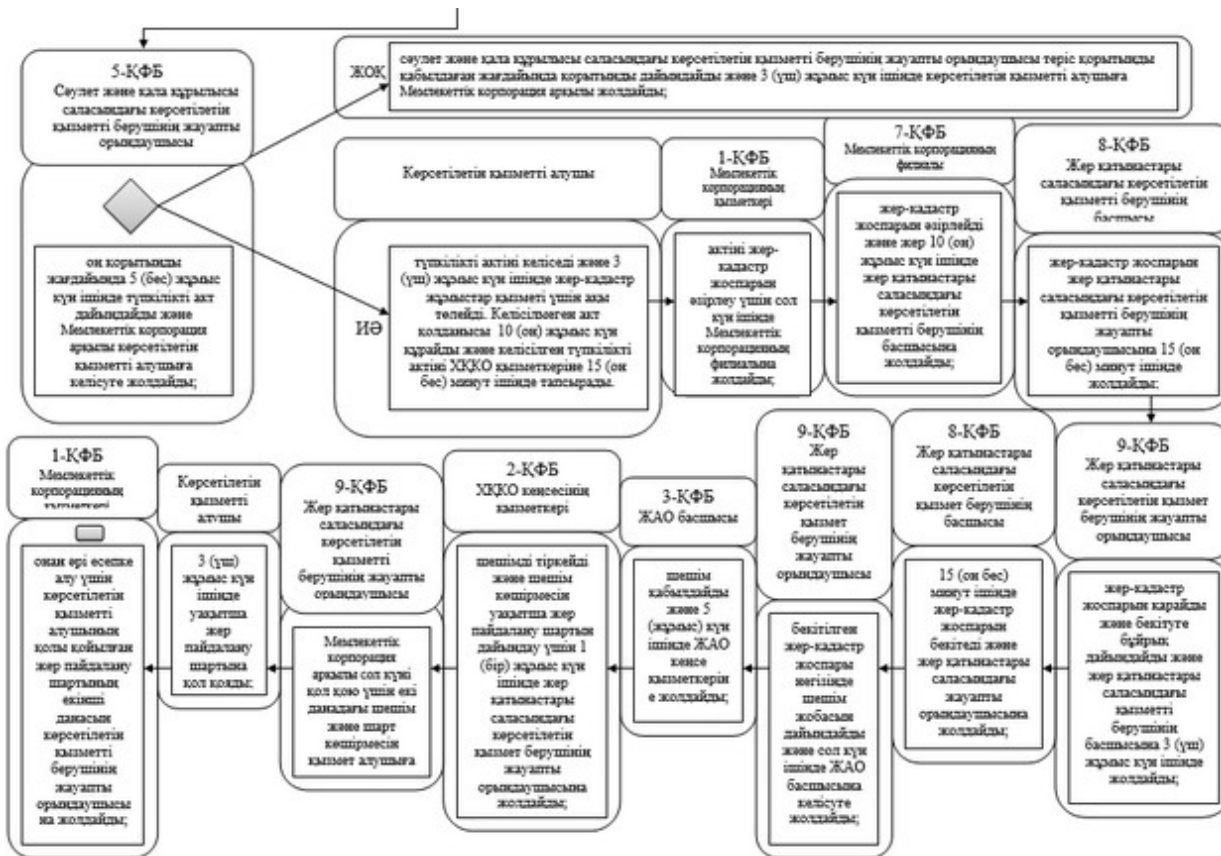 5-ҚФБ
Сәулет және қала құрылысы
саласындағы көрсетілетін
қызметті берушінің жауапты
орындаушысы
ЖОҚ
сәулет және қала құрылысы саласындағы көрсетілетін қызметті берушінің жауапты орындаушысы теріс қорытынды
қабылдаған жағдайында қорытынды дайындайды және 3 (үш) жұмыс күн ішінде көрсетілетін қызметті алушыға
Мемлекеттік корпорация арқылы жолдайды;
оң қорытынды
жағдайында 5 (бес) жұмыс
күн ішінде түпкілікті акт
дайындайды және
Мемлекеттік корпорация
арқылы көрсетілетін
қызметті алушыға
келісуге жолдайды;
ИӘ
Көрсетілетін қызметті алушы
түпкілікті актіні келіседі және 3
(үш) жұмыс күн ішінде жер-кадастр
жұмыстар қызметі үшін ақы
төлейді. Келісілмеген акт
қолданысы 10 (он) жұмыс күн
құрайды және келісілген түпкілікті
актіні ХҚКО қызметкеріне 15 (он
бес) минут ішінде тапсырады.
1-ҚФБ
Мемлекеттік
корпорацияның
қызметкері
актіні жер-
кадастр
жоспарын
әзірлеу үшін сол
күн ішінде
Мемлекеттік
корпорацияның
филиалына
жолдайды;
7-ҚФБ
Мемлекеттік корпорацияның
филиалы
жер-кадастр
жоспарын әзірлейді
және жер 10 (он)
жұмыс күн ішінде
жер қатынастары
саласындағы
көрсетілетін
қызметті берушінің
басшысына
жолдайды;
8-ҚФБ
Жер қатынастары
саласындағы көрсетілетін
қызметті берушінің
басшысы
жер-кадастр жоспарын
жер қатынастары
саласындағы көрсетілетін
қызметті берушінің
жауапты
орындаушысына 15 (он
бес) минут ішінде
жолдайды;
9-ҚФБ
Жер қатынастары
саласындағы
көрсетілетін қызмет
берушінің жауапты
орындаушысы
жер-кадастр
жоспарын қарайды
және бекітуге
бұйрық
дайындайды және
жер қатынастары
саласындағы
қызметті
берушінің
басшысына 3 (үш)
жұмыс күн ішінде
жолдайды;
8-ҚФБ
Жер қатынастары
саласындағы
көрсетілетін
қызмет берушінің
басшысы
15 (он бес)
минут ішінде
жер-кадастр
жоспарын
бекітеді және
жер қатынастары
саласындағы
жауапты
орындаушысына
жолдайды;
9-ҚФБ
Жер
қатынастары
саласындағы
көрсетілетін
қызмет
берушінің
жауапты
орындаушысы
бекітілген
жер-кадастр
жоспары
негізінде
шешім
жобасын
дайындайды
және сол күн
ішінде ЖАО
басшысына
келісуге
жолдайды;
3-ҚФБ
ЖАО басшысы
шешім
қабылдайды
және 5
(жұмыс) күн
ішінде ЖАО
кеңсе
қызметкерін
е жолдайды;
2-ҚФБ
ХҚКО кеңсесінің
қызметкері
шешімді тіркейді
және шешім
көшірмесін
уақытша жер
пайдалану шартын
дайындау үшін 1
(бір) жұмыс күн
ішінде жер
қатынастары
саласындағы
көрсетілетін
қызмет берушінің
жауапты
орындаушысына
жолдайды;
9-ҚФБ
Жер қатынастары
саласындағы
көрсетілетін
қызметті
берушінің жауапты
орындаушысы
Мемлекеттік
корпорация
арқылы сол күні
қол қою үшін екі
данадағы шешім
және шарт
көшірмесін
қызмет алушыға
Көрсетілетін
қызметті
алушы
3 (үш)
жұмыс күн
ішінде
уақытша
жер
пайдалану
шартына
қол қояды;
1-ҚФБ
Мемлекеттік
корпорацияның
қызметкері
онан әрі есепке
алу үшін
көрсетілетін
қызметті
алушының
қолы қойылған
жер пайдалану
шартының
екінші
данасын
көрсетілетін
қызметті
берушінің
жауапты
орындаушысы
на жолдайды;